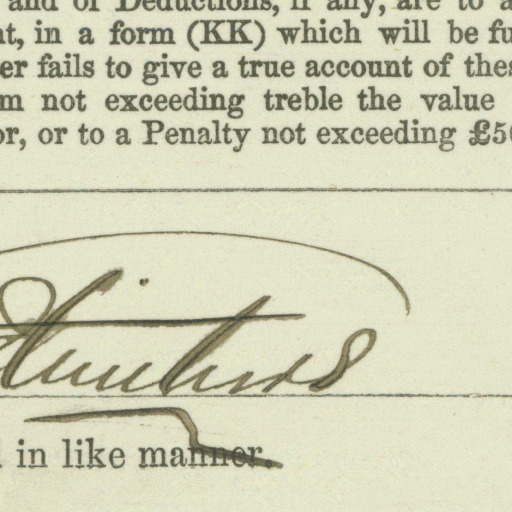 and of Deductions, if any, are to a
nt, in a form (KK) which will be fu
er fails to give a true account of thes
m not exceeding treble the value
or, or to a Penalty not exceeding £50
in like manner.